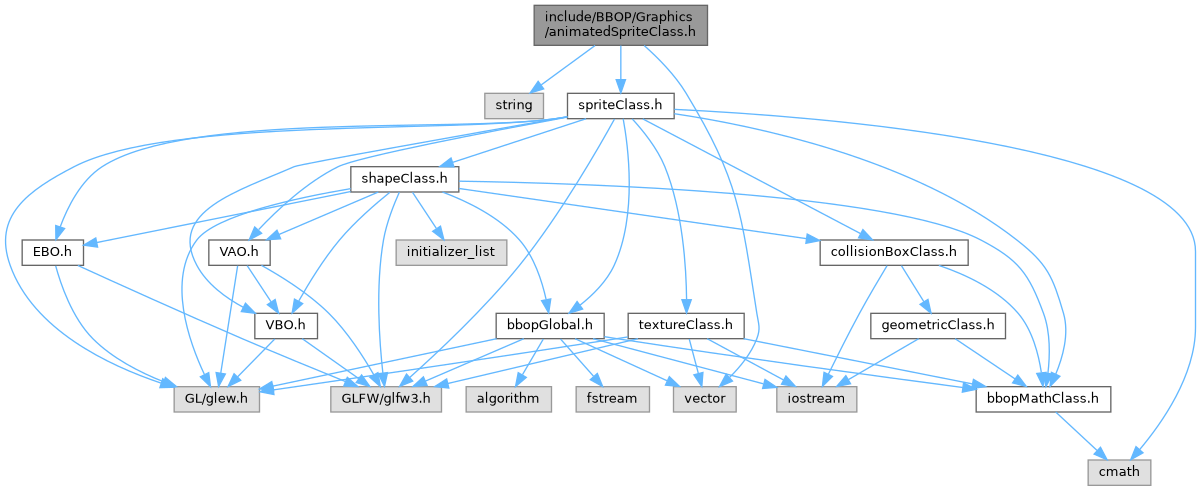 include/BBOP/Graphics
/animatedSpriteClass.h
string
spriteClass.h
shapeClass.h
EBO.h
VAO.h
initializer_list
collisionBoxClass.h
VBO.h
bbopGlobal.h
textureClass.h
geometricClass.h
GL/glew.h
GLFW/glfw3.h
algorithm
fstream
vector
iostream
bbopMathClass.h
cmath